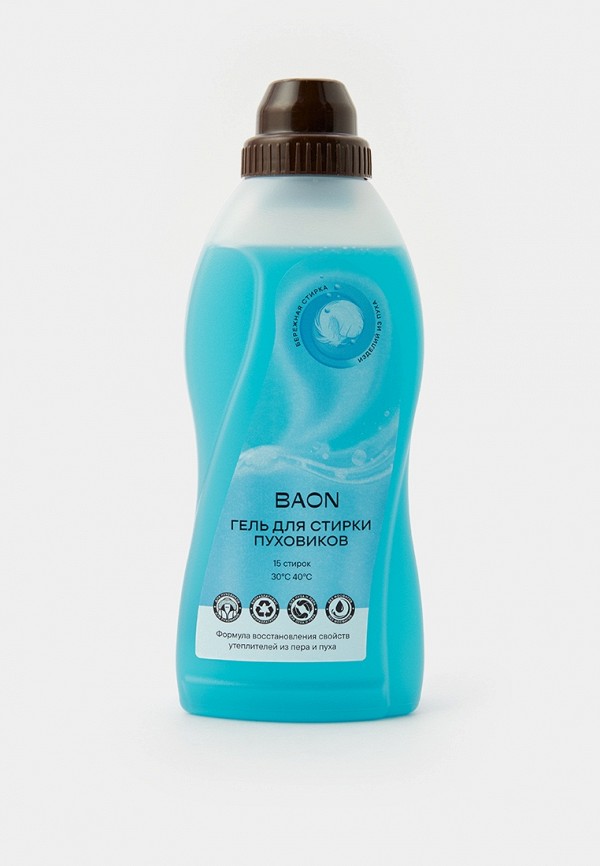 БЕРЕЖНАЯ СТИРКА
ИЗДЕЛИЙ ИЗ ПУХА
BAON
ГЕЛЬ ДЛЯ СТИРКИ
ПУХОВИКОВ
15 стирок
30°C 40°C
Формула восстановления свойств
утеплителей из пера и пуха